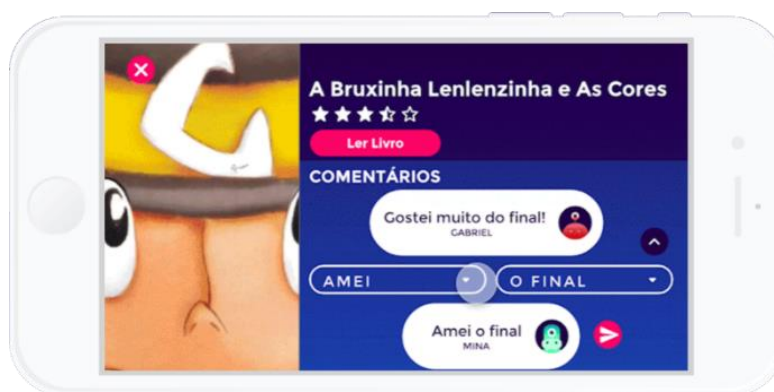 A Bruxinha Lenlenzinha e As Cores
Ler Livro
COMENTÁRIOS
Gostei muito do final!
GABRIEL
AMEI
O FINAL
Amei o final
MINA